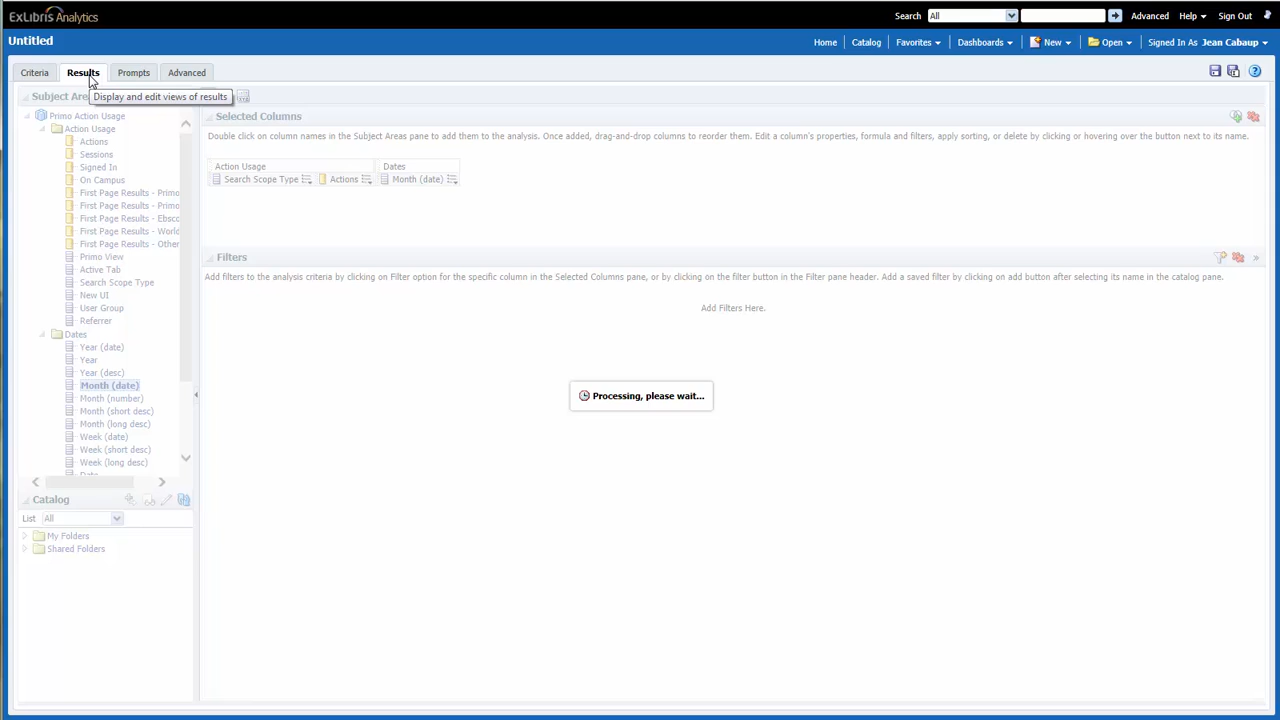 ExLibris Analytics
Search All Advanced Help Sign Out
Untitled
Home Catalog Favorites Dashboards New Open Signed In As Jean Cabaup
Criteria Results Prompts Advanced
Subject Are
Display and edit views of results
Primo Action Usage
Action Usage
Actions
Sessions
Signed In
On Campus
First Page Results - Primo
First Page Results - Primo
First Page Results - Ebsco
First Page Results - World
First Page Results - Other
Primo View
Active Tab
Search Scope Type
New UI
User Group
Referrer
Dates
Year (date)
Year
Year (desc)
Month (date)
Month (number)
Month (short desc)
Month (long desc)
Week (date)
Week (short desc)
Week (long desc)
Catalog
List All
My Folders
Shared Folders
Selected Columns
Double click on column names in the Subject Areas pane to add them to the analysis. Once added, drag-and-drop columns to reorder them. Edit a column's properties, formula and filters, apply sorting, or delete by clicking or hovering over the button next to its name.
Action Usage Dates
Search Scope Type Actions Month (date)
Filters
Add filters to the analysis criteria by clicking on Filter option for the specific column in the Selected Columns pane, or by clicking on the filter button in the Filter pane header. Add a saved filter by clicking on add button after selecting its name in the catalog pane.
Add Filters Here.
Processing, please wait...